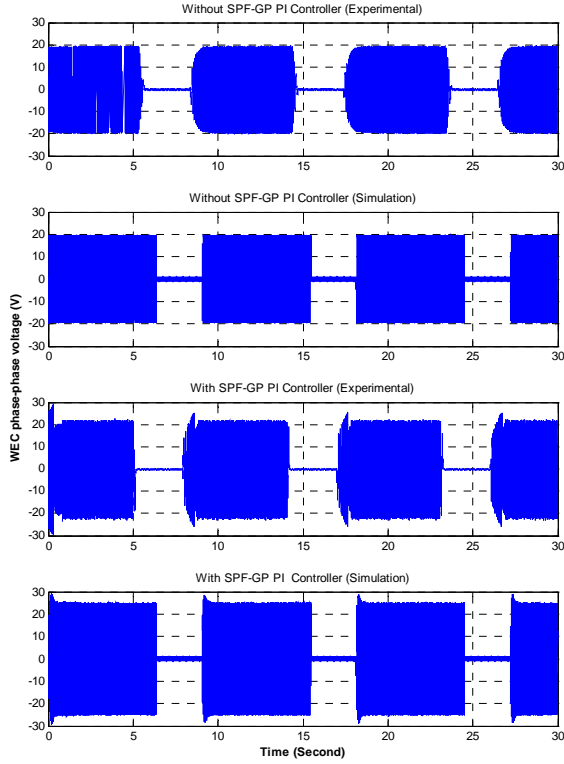 Without SPF-GP PI Controller (Experimental)
30
20
10
0
-10
-20
-30
0 5 10 15 20 25 30
Without SPF-GP PI Controller (Simulation)
30
20
10
0
-10
-20
-30
0 5 10 15 20 25 30
With SPF-GP PI Controller (Experimental)
30
20
10
0
-10
-20
-30
0 5 10 15 20 25 30
With SPF-GP PI Controller (Simulation)
30
20
10
0
-10
-20
-30
0 5 10 15 20 25 30
WEC phase-phase voltage (V)
Time (Second)